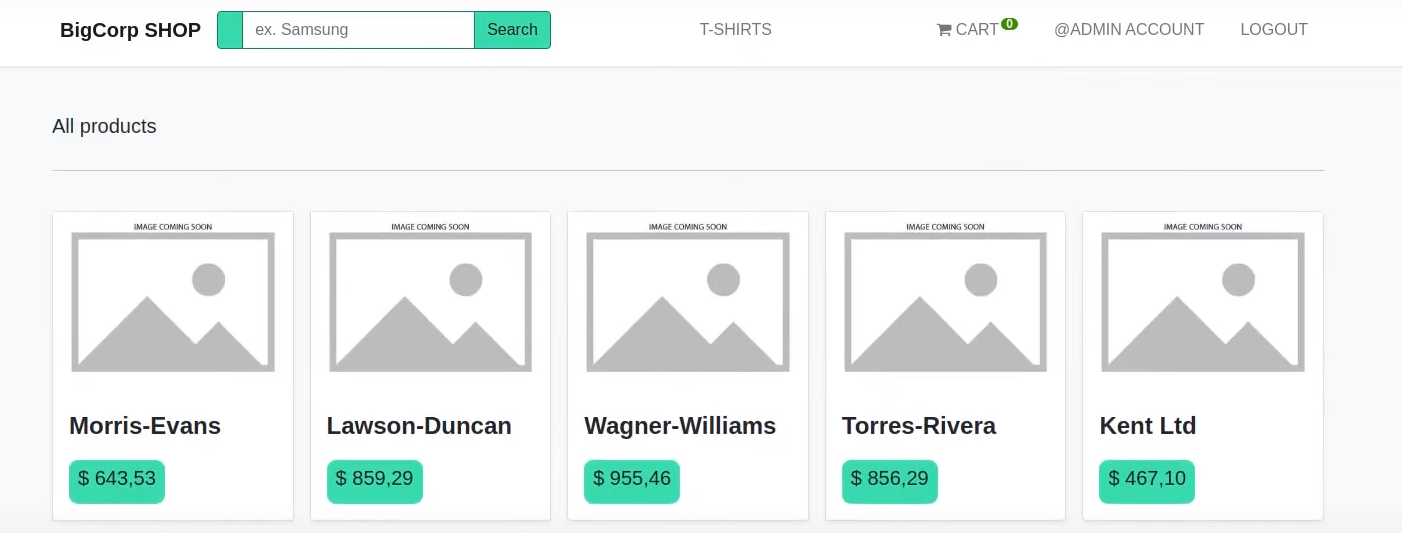 BigCorp SHOP ex. Samsung Search T-SHIRTS CART 0 @ADMIN ACCOUNT LOGOUT
All products
IMAGE COMING SOON IMAGE COMING SOON IMAGE COMING SOON IMAGE COMING SOON IMAGE COMING SOON
Morris-Evans Lawson-Duncan Wagner-Williams Torres-Rivera Kent Ltd
$ 643,53 $ 859,29 $ 955,46 $ 856,29 $ 467,10